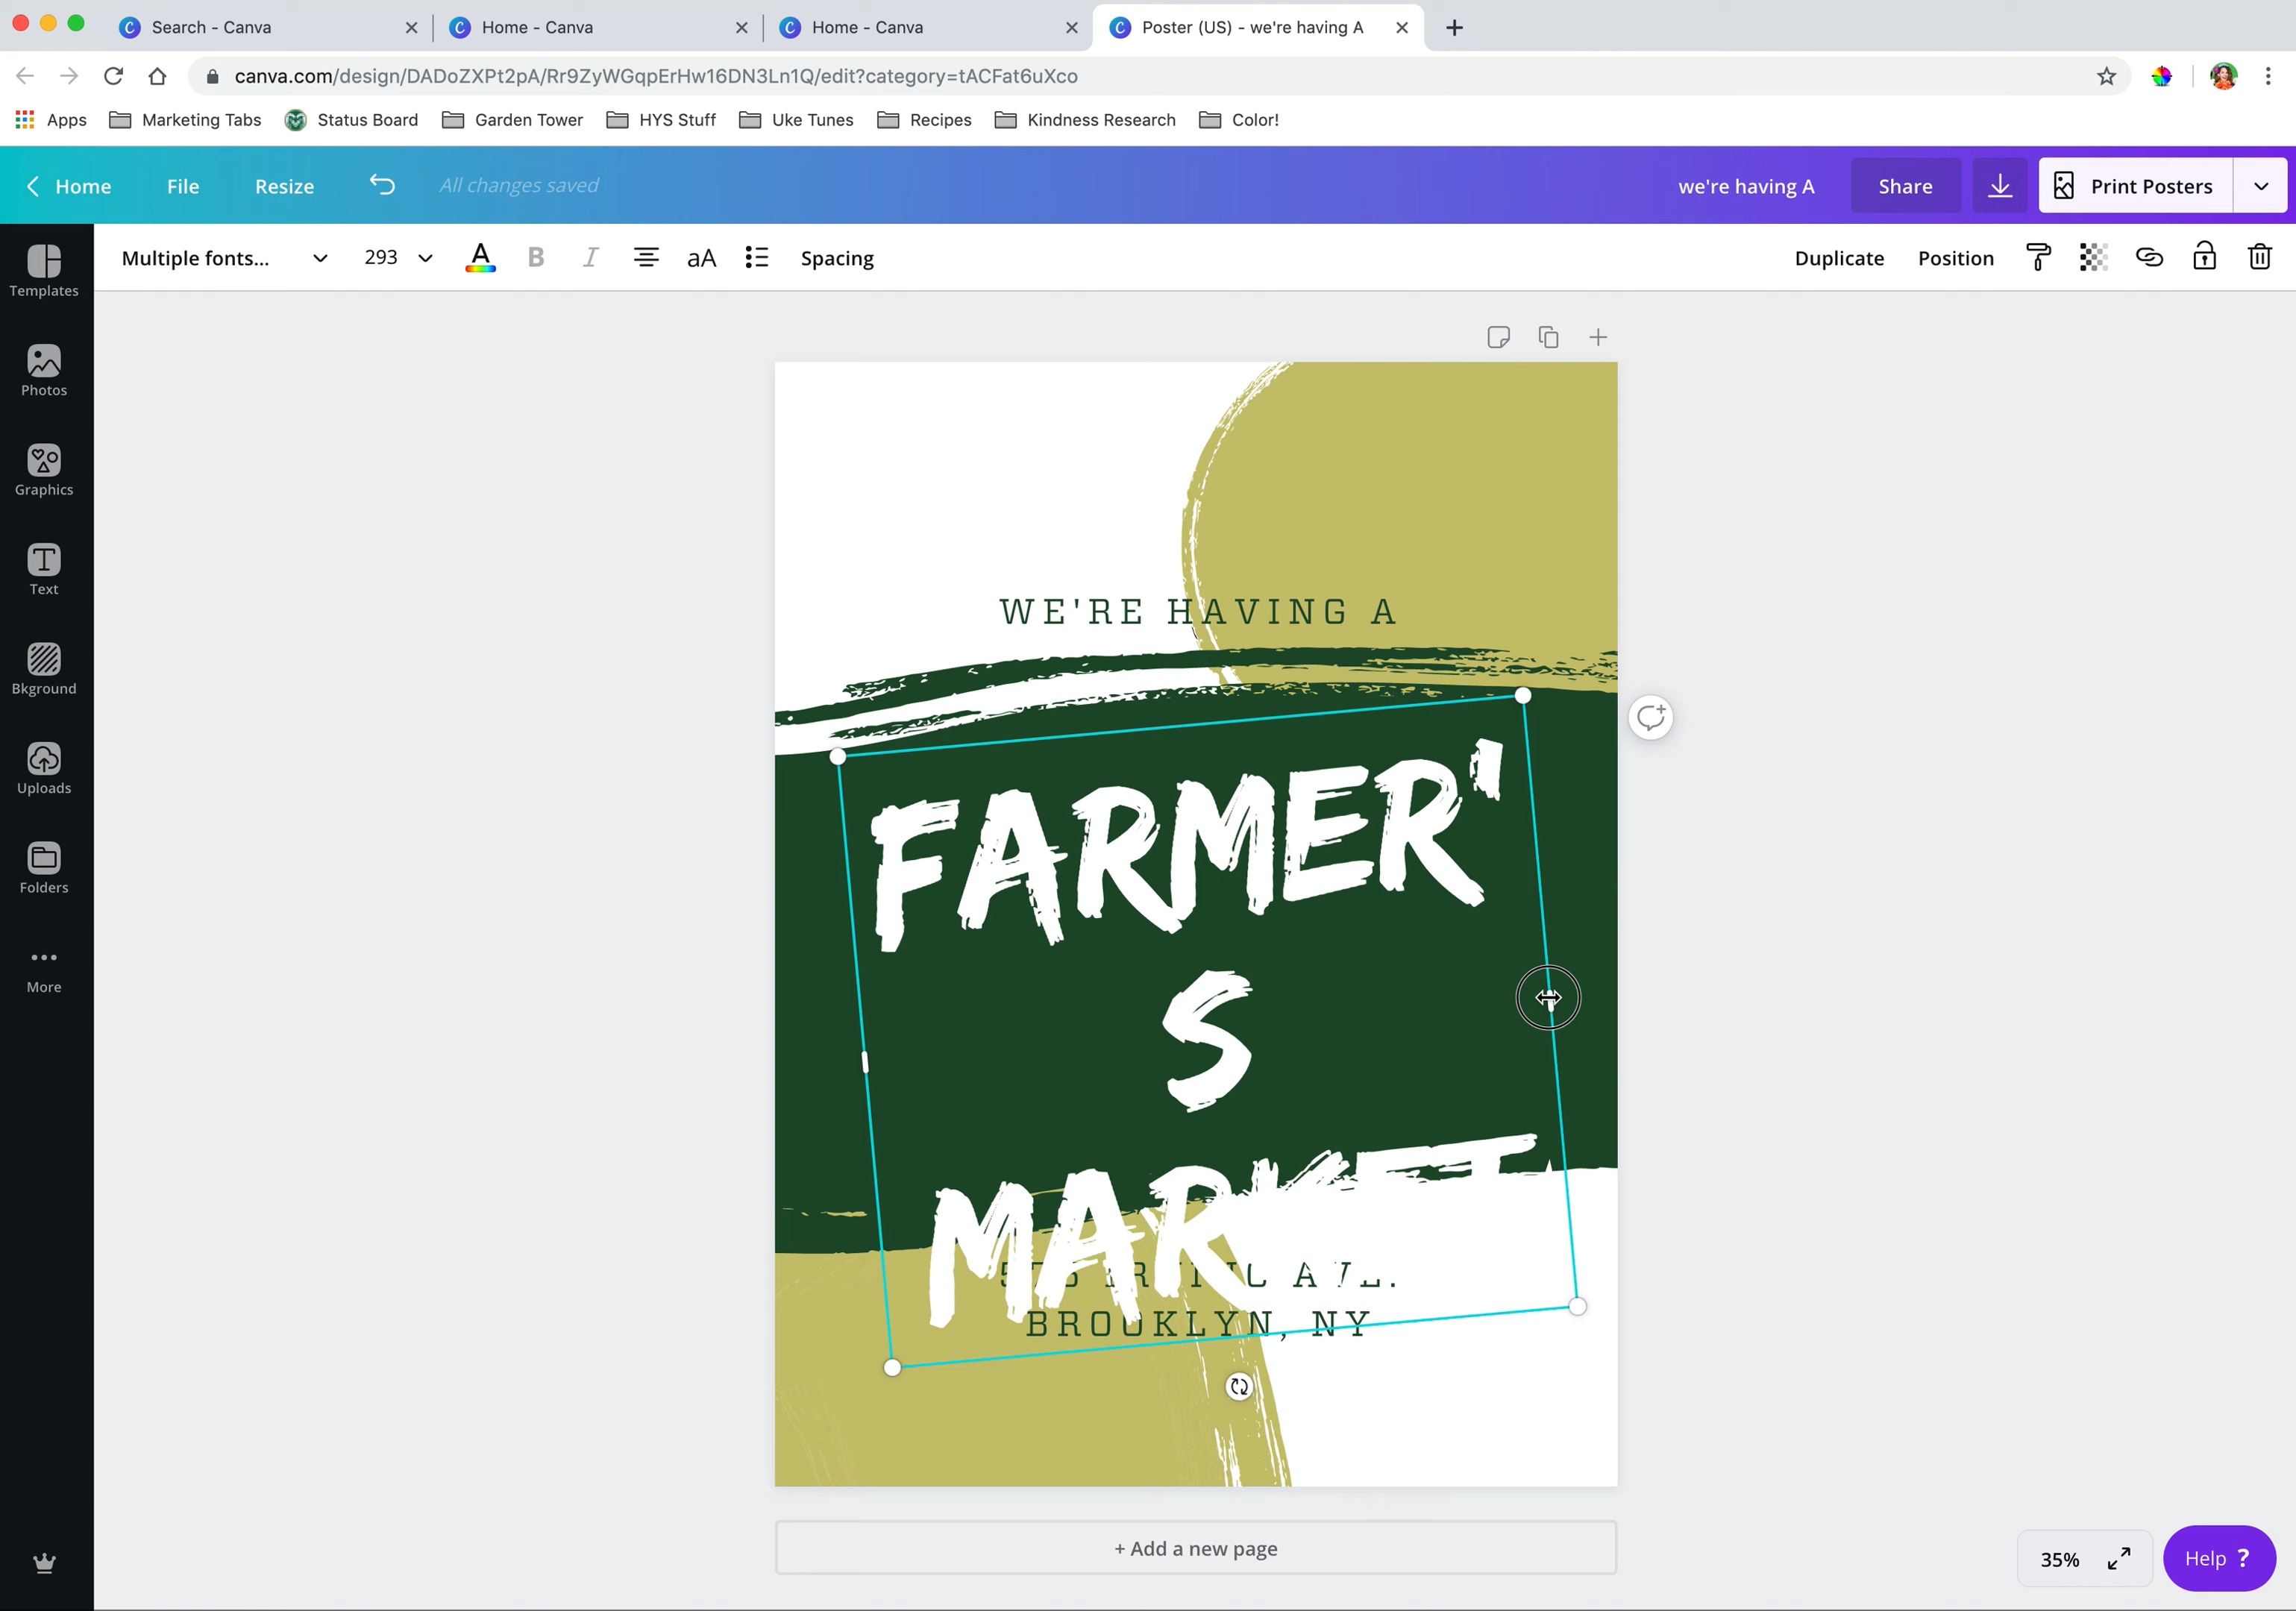 Search - Canva
Home - Canva
Home - Canva
Poster (US) - we're having A
canva.com/design/DADoZXPt2pA/Rr9ZyWGqpErHw16DN3Ln1Q/edit?category=tACFat6uXco
Apps
Marketing Tabs
Status Board
Garden Tower
HYS Stuff
Uke Tunes
Recipes
Kindness Research
Color!
Home
File
Resize
All changes saved
we're having A
Share
Print Posters
Multiple fonts...
293
A
B
I
aA
Spacing
Duplicate
Position
Templates
Photos
Graphics
Text
Bkground
Uploads
Folders
More
WE'RE HAVING A
FARMER'
S
MARKET
AVE.
BROOKLYN, NY
+ Add a new page
35%
Help ?